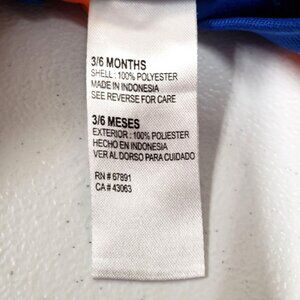 3/6 MONTHS
SHELL : 100% POLYESTER
MADE IN INDONESIA
SEE REVERSE FOR CARE
3/6 MESES
EXTERIOR : 100% POLIESTER
HECHO EN INDONESIA
VER AL DORSO PARA CUIDADO
RN # 67891
CA # 43063